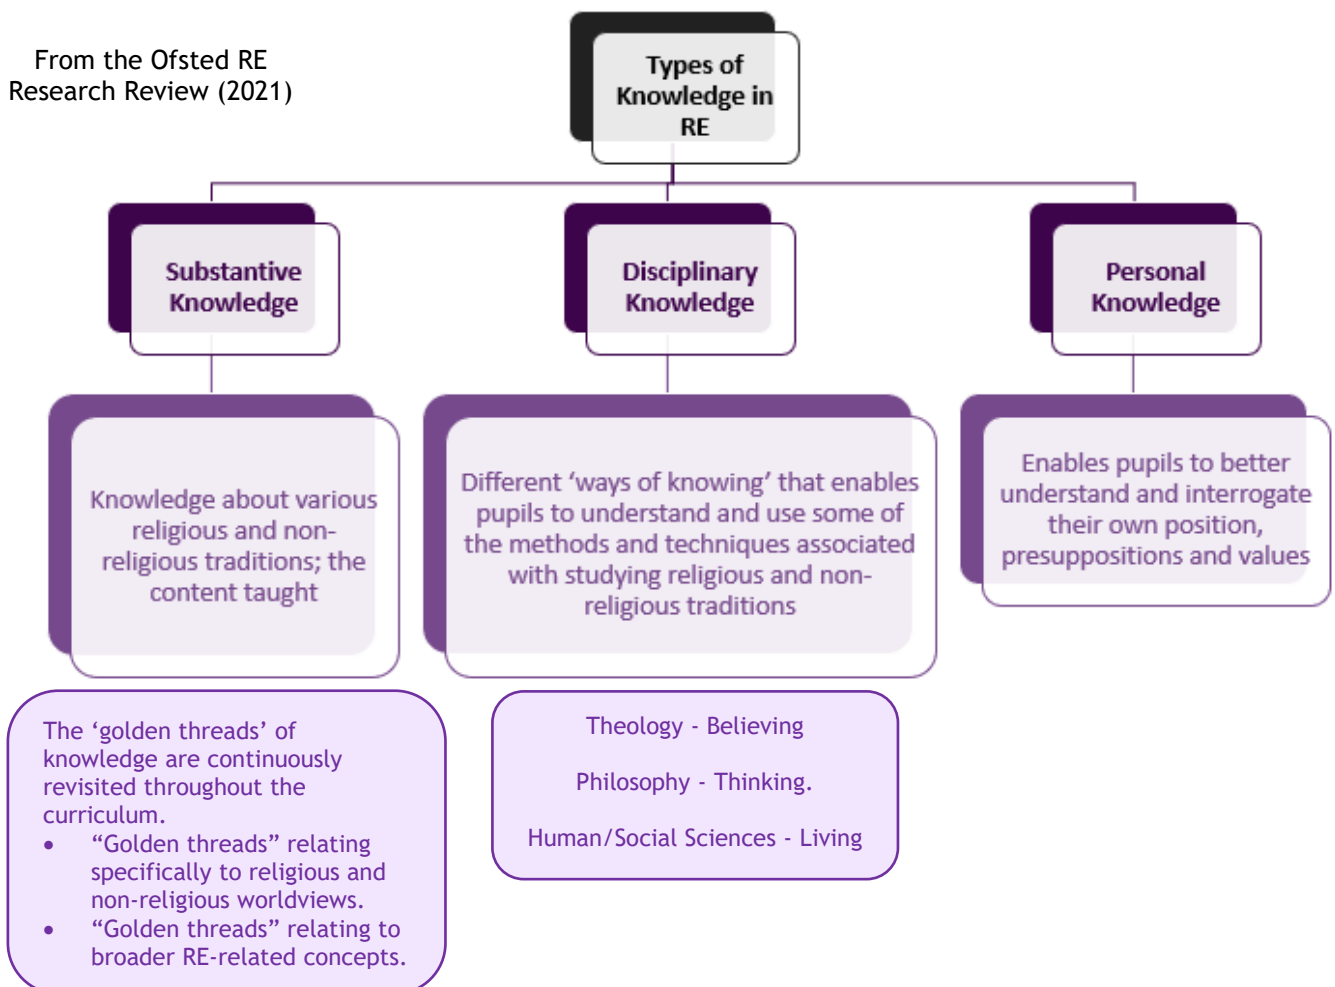 From the Ofsted RE
Research Review (2021)
Types of
Knowledge in
RE
Substantive
Knowledge
Disciplinary
Knowledge
Personal
Knowledge
Knowledge about various
religious and non-
religious traditions; the
content taught
Different ‘ways of knowing’ that enables
pupils to understand and use some of
the methods and techniques associated
with studying religious and non-
religious traditions
Enables pupils to better
understand and interrogate
their own position,
presuppositions and values
The ‘golden threads’ of
knowledge are continuously
revisited throughout the
curriculum.
• “Golden threads” relating
specifically to religious and
non-religious worldviews.
• “Golden threads” relating to
broader RE-related concepts.
Theology - Believing
Philosophy - Thinking.
Human/Social Sciences - Living